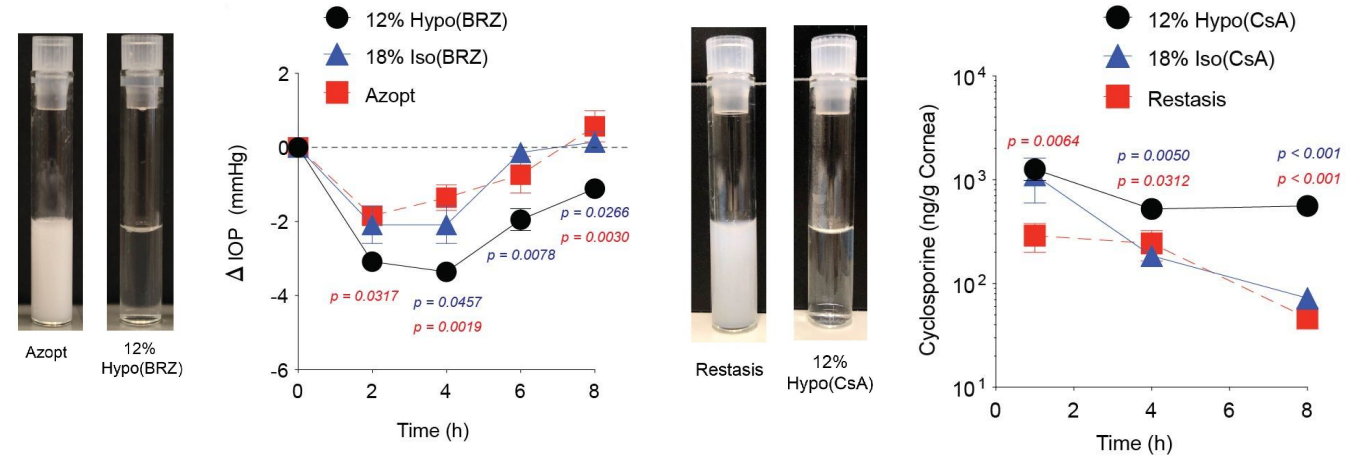 Azopt
12%
Hypo(BRZ)
12% Hypo(BRZ)
18% Iso(BRZ)
Azopt
Δ IOP (mmHg)
2
0
-2
-4
-6
p = 0.0317
p = 0.0457
p = 0.0019
p = 0.0078
p = 0.0266
p = 0.0030
0 2 4 6 8
Time (h)
Restasis
12%
Hypo(CsA)
12% Hypo(CsA)
18% Iso(CsA)
Restasis
Cyclosporine (ng/g Cornea)
10⁴
10³
10²
10¹
p = 0.0064
p = 0.0050
p = 0.0312
p < 0.001
p < 0.001
0 2 4 6 8
Time (h)